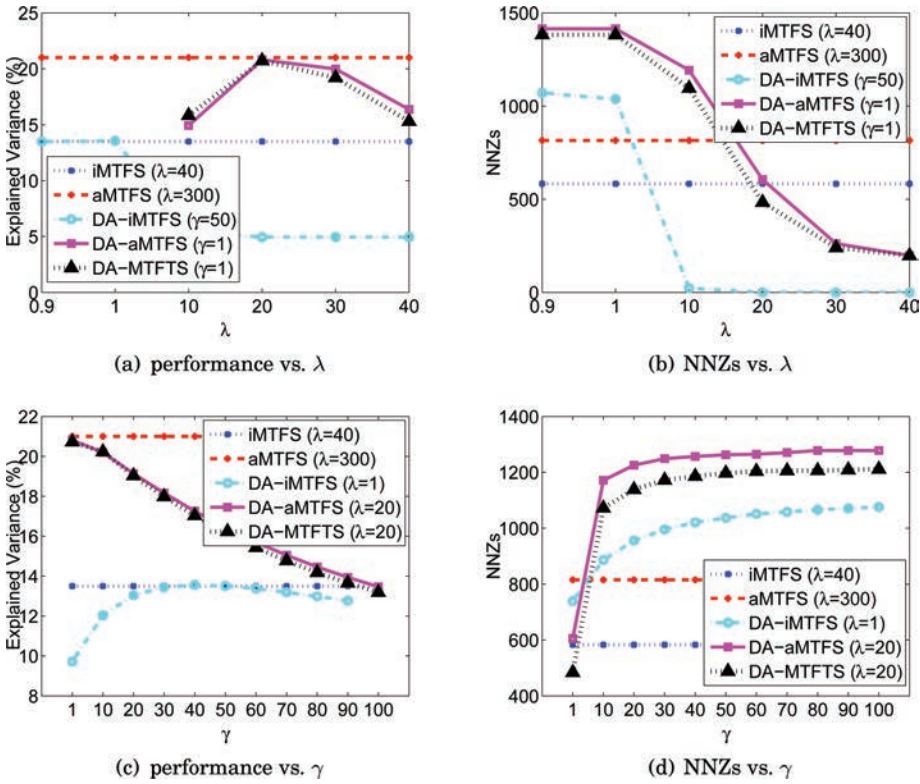 Explained Variance (%)
25
20
15
10
5
0
0.9
1
10
20
30
40
λ
iMTFS (λ=40)
aMTFS (λ=300)
DA−iMTFS (γ=50)
DA−aMTFS (γ=1)
DA−MTFTS (γ=1)
(a) performance vs. λ
NNZs
1500
1000
500
0
0.9
1
10
20
30
40
λ
iMTFS (λ=40)
aMTFS (λ=300)
DA−iMTFS (γ=50)
DA−aMTFS (γ=1)
DA−MTFTS (γ=1)
(b) NNZs vs. λ
Explained Variance (%)
22
20
18
16
14
12
10
8
1 10 20 30 40 50 60 70 80 90 100
γ
iMTFS (λ=40)
aMTFS (λ=300)
DA−iMTFS (λ=1)
DA−aMTFS (λ=20)
DA−MTFTS (λ=20)
(c) performance vs. γ
NNZs
1400
1200
1000
800
600
400
1 10 20 30 40 50 60 70 80 90 100
γ
iMTFS (λ=40)
aMTFS (λ=300)
DA−iMTFS (λ=1)
DA−aMTFS (λ=20)
DA−MTFTS (λ=20)
(d) NNZs vs. γ